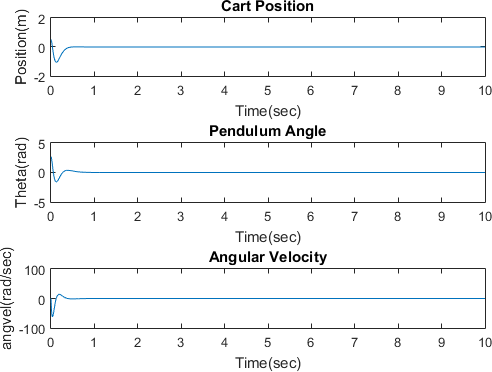 Cart Position
Position(m)
2
0
-2
0 1 2 3 4 5 6 7 8 9 10
Time(sec)
Pendulum Angle
Theta(rad)
5
0
-5
0 1 2 3 4 5 6 7 8 9 10
Time(sec)
Angular Velocity
angvel(rad/sec)
100
0
-100
0 1 2 3 4 5 6 7 8 9 10
Time(sec)